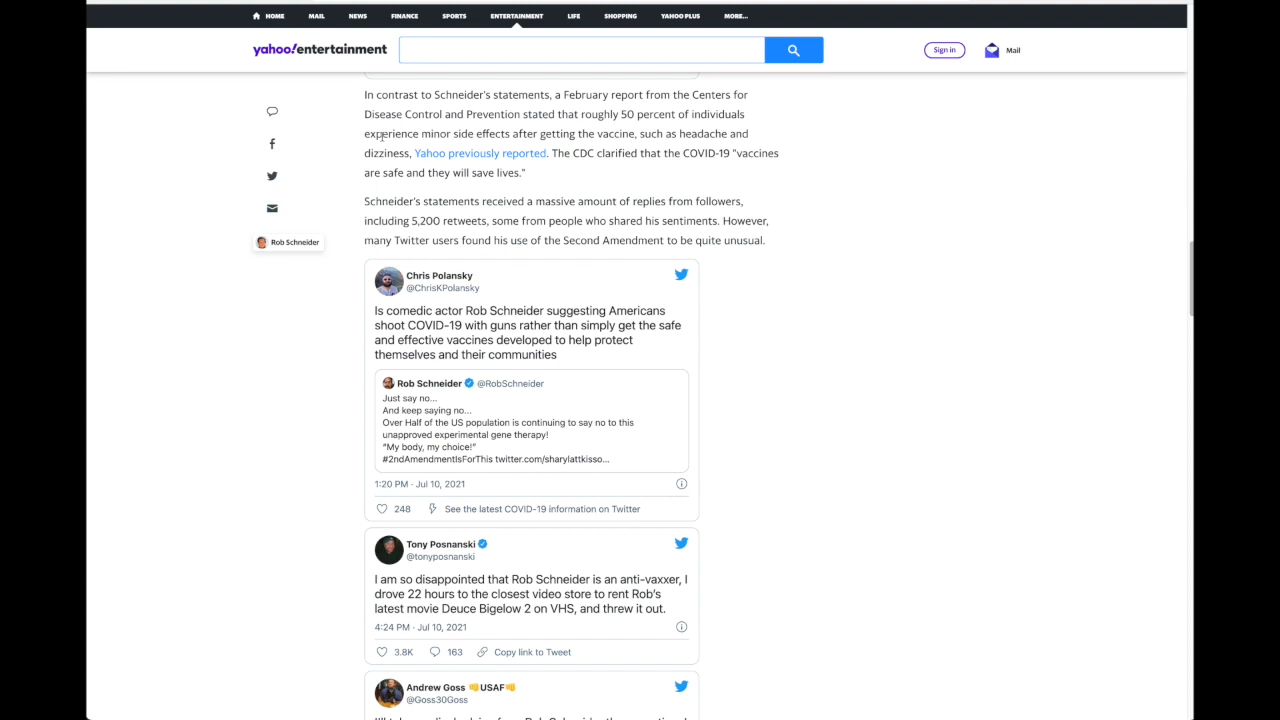 HOME MAIL NEWS FINANCE SPORTS ENTERTAINMENT LIFE SHOPPING YAHOO PLUS MORE...
yahoo!entertainment
Sign in
Mail
In contrast to Schneider's statements, a February report from the Centers for
Disease Control and Prevention stated that roughly 50 percent of individuals
experience minor side effects after getting the vaccine, such as headache and
dizziness, Yahoo previously reported. The CDC clarified that the COVID-19 "vaccines
are safe and they will save lives."
Rob Schneider
Schneider's statements received a massive amount of replies from followers,
including 5,200 retweets, some from people who shared his sentiments. However,
many Twitter users found his use of the Second Amendment to be quite unusual.
Chris Polansky
@ChrisKPolansky
Is comedic actor Rob Schneider suggesting Americans
shoot COVID-19 with guns rather than simply get the safe
and effective vaccines developed to help protect
themselves and their communities
Rob Schneider @RobSchneider
Just say no...
And keep saying no...
Over Half of the US population is continuing to say no to this
unapproved experimental gene therapy!
“My body, my choice!”
#2ndAmendmentIsForThis twitter.com/sharylattkisso...
1:20 PM · Jul 10, 2021
248 See the latest COVID-19 information on Twitter
Tony Posnanski
@tonyposnanski
I am so disappointed that Rob Schneider is an anti-vaxxer, I
drove 22 hours to the closest video store to rent Rob’s
latest movie Deuce Bigelow 2 on VHS, and threw it out.
4:24 PM · Jul 10, 2021
3.8K 163 Copy link to Tweet
Andrew Goss 👊USAF👊
@Goss30Goss